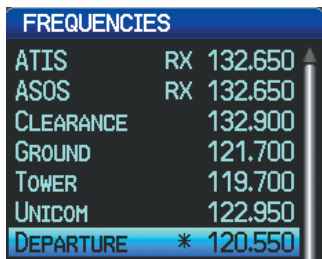 FREQUENCIES
ATIS RX 132.650
ASOS RX 132.650
CLEARANCE 132.900
GROUND 121.700
TOWER 119.700
UNICOM 122.950
DEPARTURE * 120.550